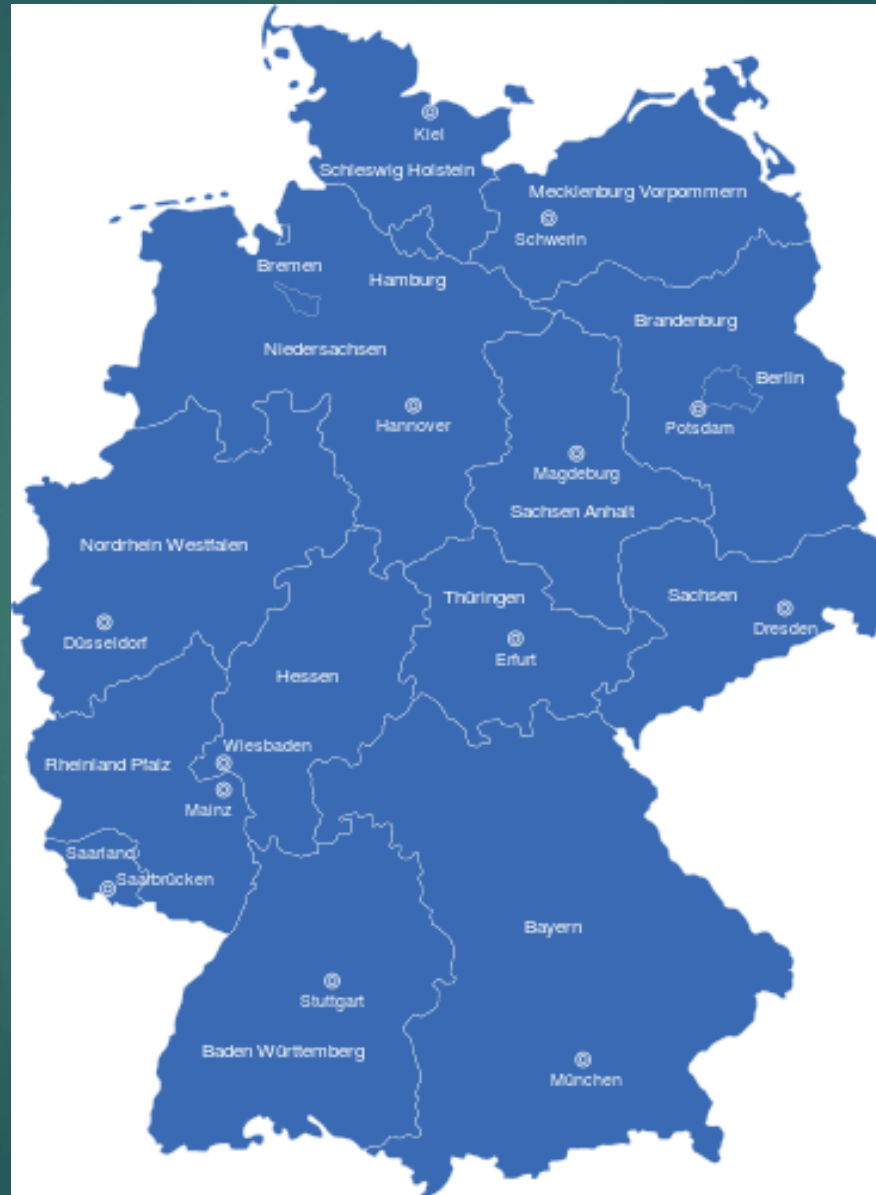 Kiel
Schleswig Holstein
Mecklenburg Vorpommern
Schwerin
Bremen
Hamburg
Brandenburg
Niedersachsen
Berlin
Hannover
Potsdam
Magdeburg
Sachsen Anhalt
Nordrhein Westfalen
Thüringen
Sachsen
Düsseldorf
Dresden
Erfurt
Hessen
Wiesbaden
Rheinland Pfalz
Mainz
Saarland
Saarbrücken
Bayern
Stuttgart
Baden Württemberg
München